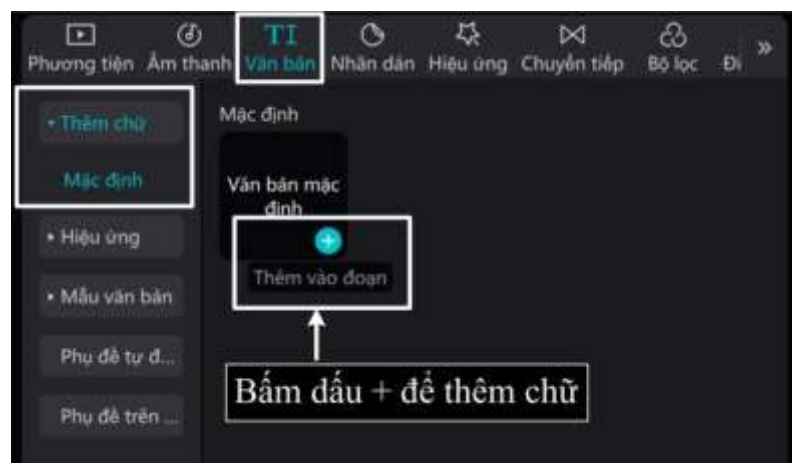 TI
Phương tiện Âm thanh Văn bản Nhãn dán Hiệu ứng Chuyển tiếp Bộ lọc Đi »
Thêm chữ
Mặc định
Hiệu ứng
Mẫu văn bản
Phụ đề tự đ...
Phụ đề trên ...
Mặc định
Văn bản mặc
định
Thêm vào đoạn
Bấm dấu + để thêm chữ